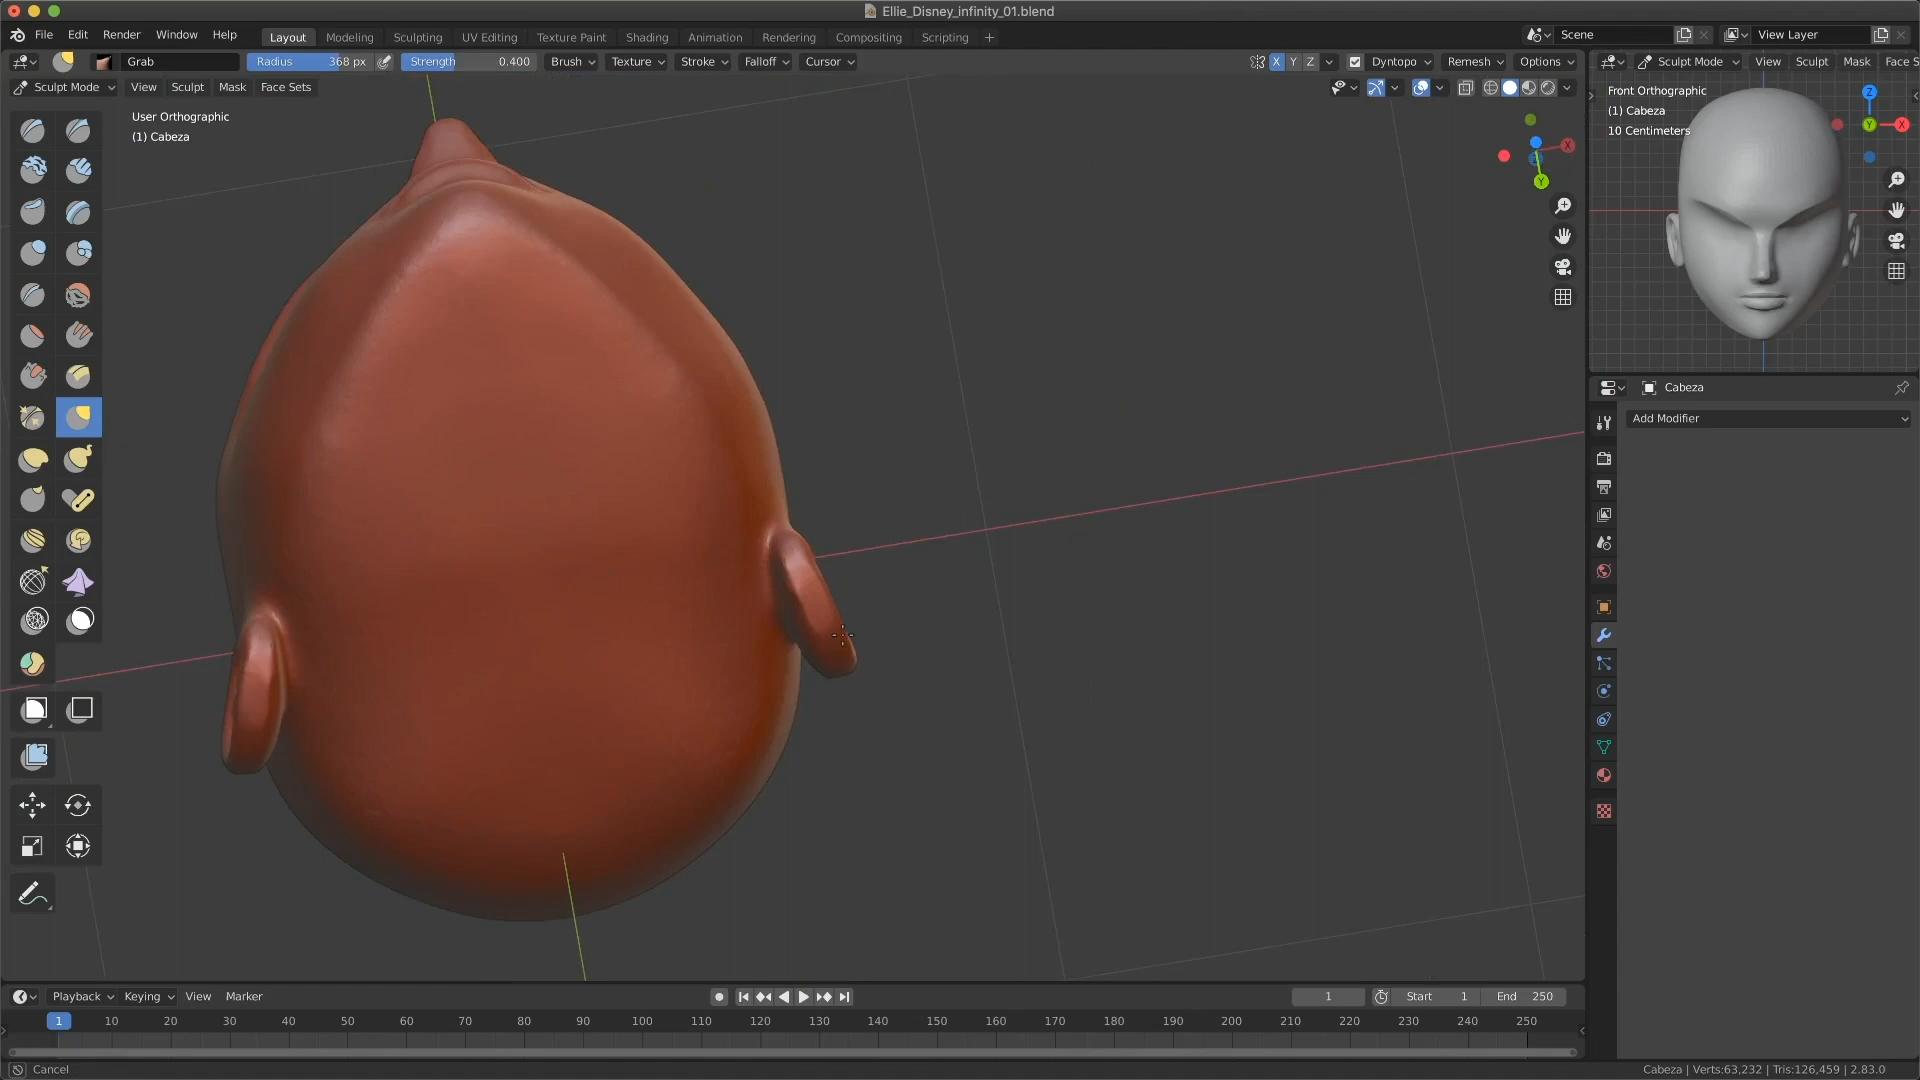 Ellie_Disney_infinity_01.blend
File Edit Render Window Help
Layout Modeling Sculpting UV Editing Texture Paint Shading Animation Rendering Compositing Scripting +
Scene
View Layer
Grab
Radius 368 px
Strength 0.400
Brush Texture Stroke Falloff Cursor
X Y Z
Dyntopo Remesh Options
Sculpt Mode View Sculpt Mask Face S
Sculpt Mode View Sculpt Mask Face Sets
User Orthographic
(1) Cabeza
X
Y
Front Orthographic
(1) Cabeza
10 Centimeters
Z
Y
X
Cabeza
Add Modifier
Playback Keying View Marker
1
Start 1
End 250
1 10 20 30 40 50 60 70 80 90 100 110 120 130 140 150 160 170 180 190 200 210 220 230 240 250
Cancel
Cabeza | Verts:63,232 | Tris:126,459 | 2.83.0